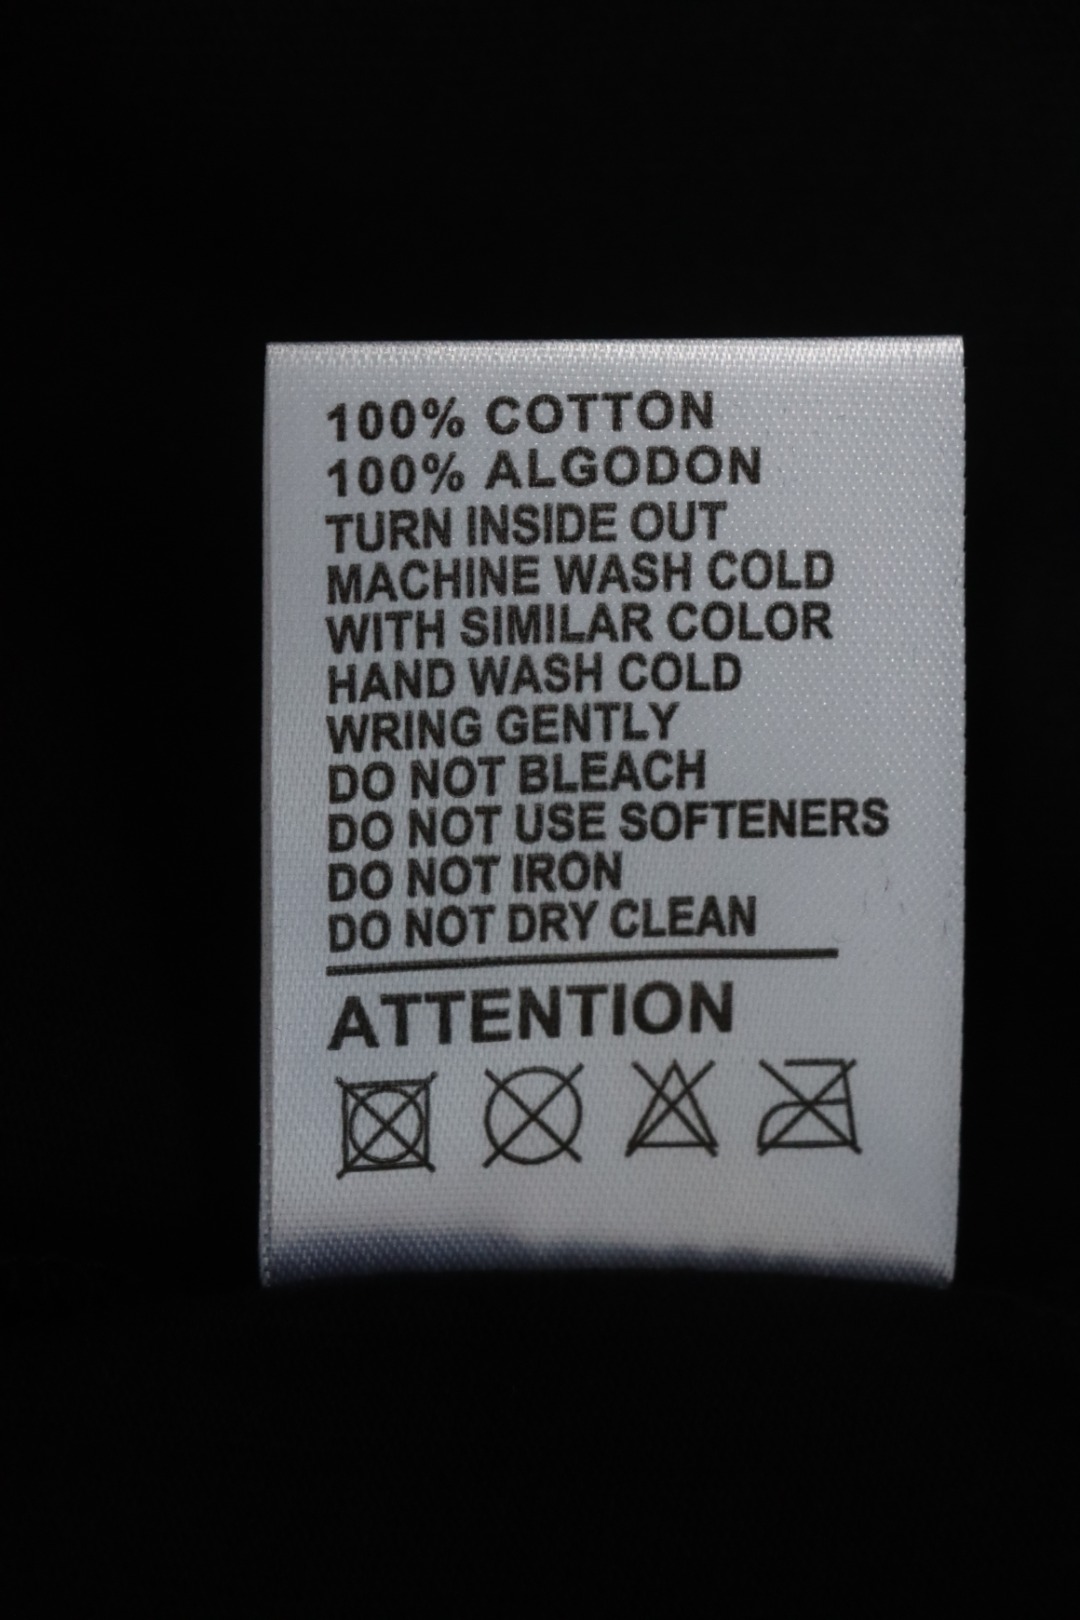 100% COTTON
100% ALGODON
TURN INSIDE OUT
MACHINE WASH COLD
WITH SIMILAR COLOR
HAND WASH COLD
WRING GENTLY
DO NOT BLEACH
DO NOT USE SOFTENERS
DO NOT IRON
DO NOT DRY CLEAN
ATTENTION